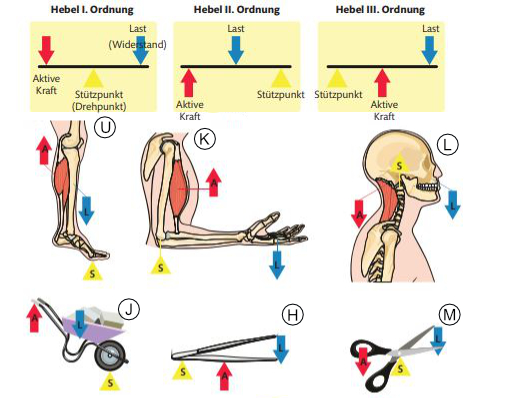 Hebel I. Ordnung
Hebel II. Ordnung
Hebel III. Ordnung
Last
(Widerstand)
Aktive
Kraft
Stützpunkt
(Drehpunkt)
Last
Aktive
Kraft
Stützpunkt
Last
Stützpunkt
Aktive
Kraft
U
A
L
S
K
A
S
L
L
S
A
L
J
A
L
S
H
L
S
A
M
L
A
S